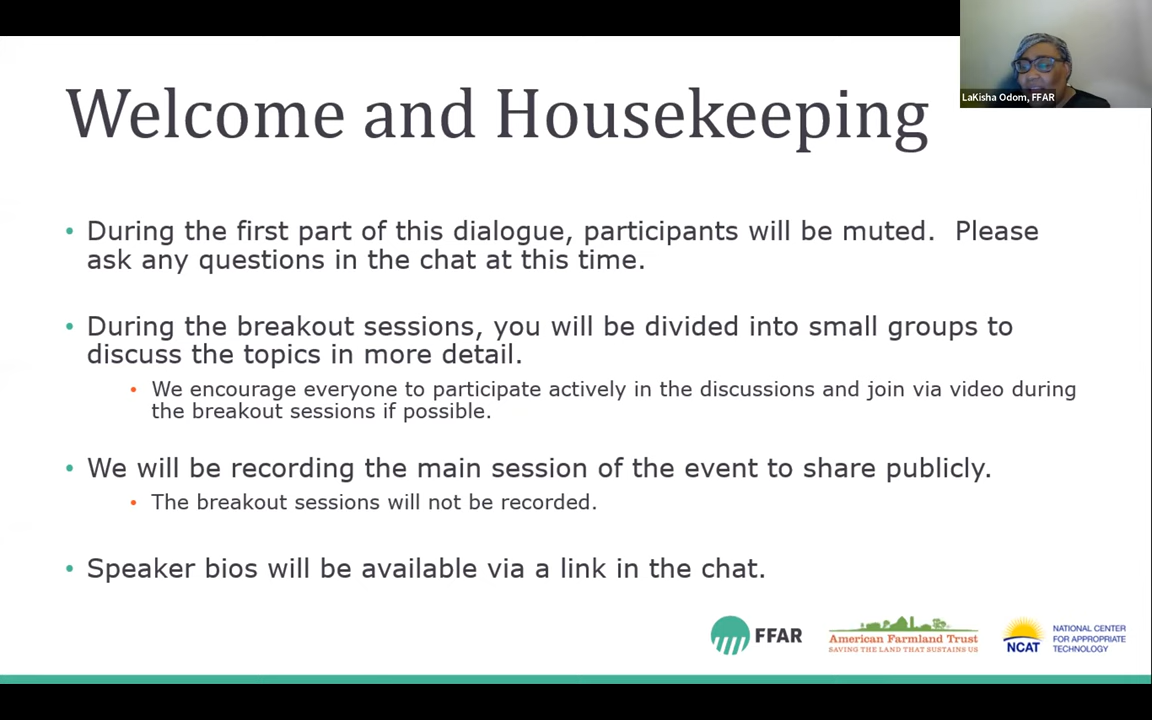 LaKisha Odom, FFAR
Welcome and Housekeeping
• During the first part of this dialogue, participants will be muted.  Please
ask any questions in the chat at this time.
• During the breakout sessions, you will be divided into small groups to
discuss the topics in more detail.
• We encourage everyone to participate actively in the discussions and join via video during
the breakout sessions if possible.
• We will be recording the main session of the event to share publicly.
• The breakout sessions will not be recorded.
• Speaker bios will be available via a link in the chat.
FFAR
American Farmland Trust
SAVING THE LAND THAT SUSTAINS US
NCAT
NATIONAL CENTER
FOR APPROPRIATE
TECHNOLOGY